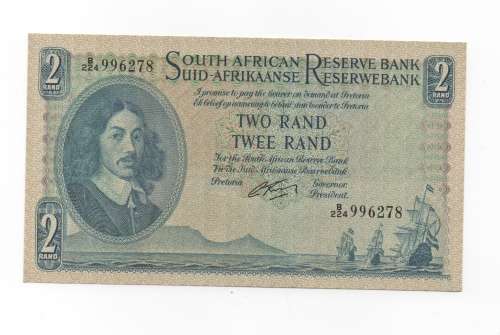 2
RAND
B/224 996278
SOUTH AFRICAN RESERVE BANK
SUID-AFRIKAANSE RESERWEBANK
2
RAND
I promise to pay the bearer on demand at Pretoria
Ek beloof op aanvraag te betaal aan toonder te Pretoria
TWO RAND
TWEE RAND
For the South African Reserve Bank
Vir die Suid-Afrikaanse Reserwebank
Pretoria
Governor
President.
B/224 996278
2
RAND